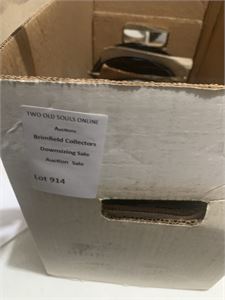 TWO OLD SOULS ONLINE
Auctions
Brimfield Collectors
Downsizing Sale
Auction Sale
Lot 914